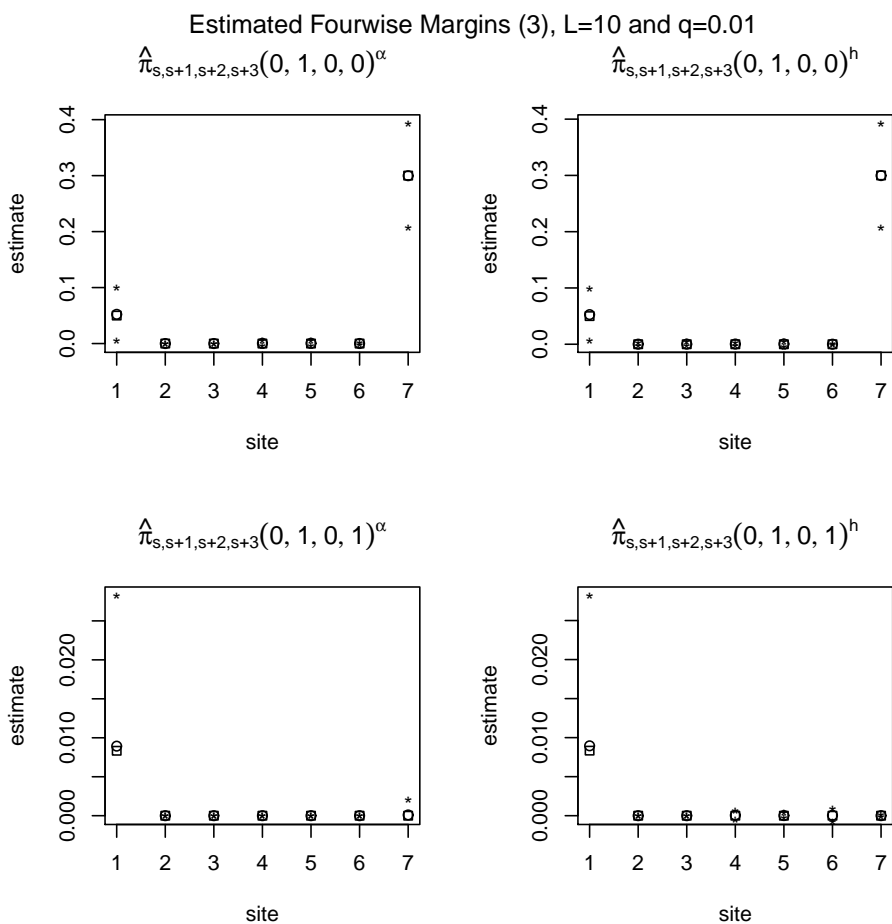 Estimated Fourwise Margins (3), L=10 and q=0.01
π̂s,s+1,s+2,s+3(0, 1, 0, 0)α
estimate
0.0 0.1 0.2 0.3 0.4
1 2 3 4 5 6 7
site
π̂s,s+1,s+2,s+3(0, 1, 0, 0)h
estimate
0.0 0.1 0.2 0.3 0.4
1 2 3 4 5 6 7
site
π̂s,s+1,s+2,s+3(0, 1, 0, 1)α
estimate
0.000 0.010 0.020
1 2 3 4 5 6 7
site
π̂s,s+1,s+2,s+3(0, 1, 0, 1)h
estimate
0.000 0.010 0.020
1 2 3 4 5 6 7
site